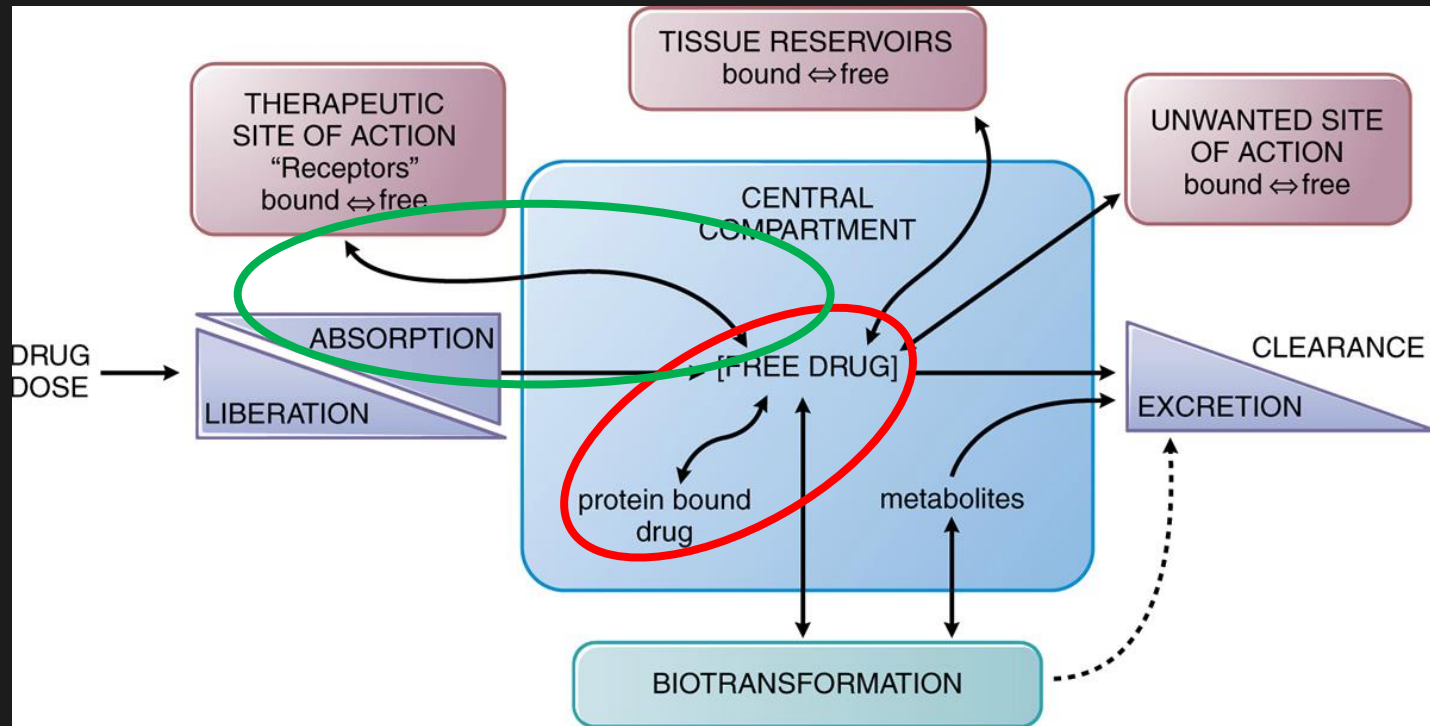 TISSUE RESERVOIRS
bound ⇔ free
THERAPEUTIC
SITE OF ACTION
“Receptors”
bound ⇔ free
UNWANTED SITE
OF ACTION
bound ⇔ free
CENTRAL
COMPARTMENT
DRUG
DOSE
ABSORPTION
LIBERATION
[FREE DRUG]
CLEARANCE
EXCRETION
protein bound
drug
metabolites
BIOTRANSFORMATION